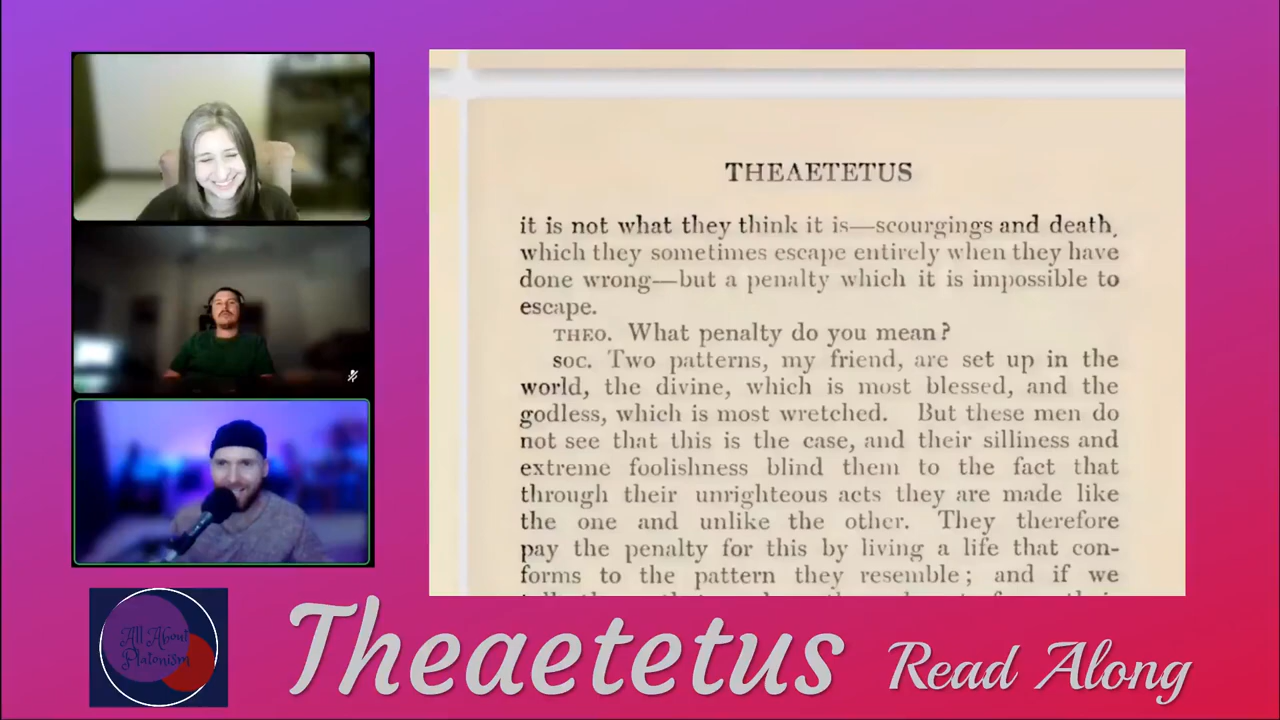 THEAETETUS
it is not what they think it is—scourgings and death,
which they sometimes escape entirely when they have
done wrong—but a penalty which it is impossible to
escape.
THEO. What penalty do you mean?
SOC. Two patterns, my friend, are set up in the
world, the divine, which is most blessed, and the
godless, which is most wretched. But these men do
not see that this is the case, and their silliness and
extreme foolishness blind them to the fact that
through their unrighteous acts they are made like
the one and unlike the other. They therefore
pay the penalty for this by living a life that con-
forms to the pattern they resemble; and if we
All About
Platonism
Theaetetus Read Along